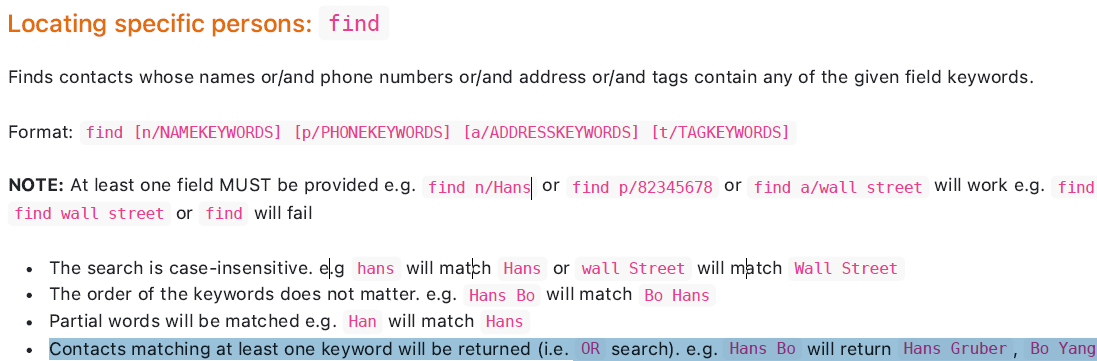 Locating specific persons: find
Finds contacts whose names or/and phone numbers or/and address or/and tags contain any of the given field keywords.
Format: find [n/NAMEKEYWORDS] [p/PHONEKEYWORDS] [a/ADDRESSKEYWORDS] [t/TAGKEYWORDS]
NOTE: At least one field MUST be provided e.g. find n/Hans or find p/82345678 or find a/wall street will work e.g. find
find wall street or find will fail
• The search is case-insensitive. e.g hans will match Hans or wall Street will match Wall Street
• The order of the keywords does not matter. e.g. Hans Bo will match Bo Hans
• Partial words will be matched e.g. Han will match Hans
• Contacts matching at least one keyword will be returned (i.e. OR search). e.g. Hans Bo will return Hans Gruber, Bo Yang